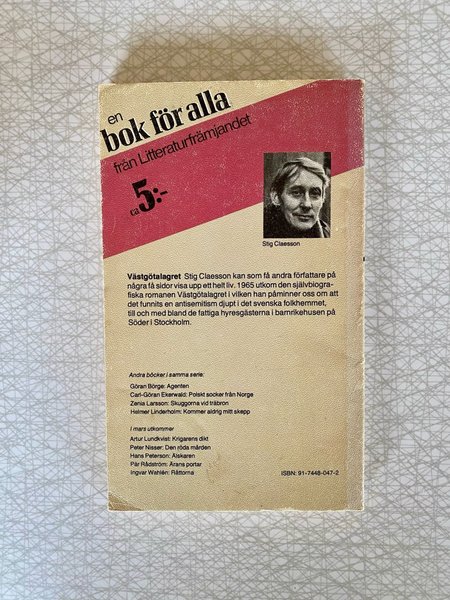 en
bok för alla
från Litteraturfrämjandet
ca 5:-
Stig Claesson
Västgötalagret Stig Claesson kan som få andra författare på
några få sidor visa upp ett helt liv. 1965 utkom den självbiogra-
fiska romanen Västgötalagret i vilken han påminner oss om att
det funnits en antisemitism djupt i det svenska folkhemmet,
till och med bland de fattiga hyresgästerna i barnrikehusen på
Söder i Stockholm.
Andra böcker i samma serie:
Göran Börge: Agenten
Carl-Göran Ekerwald: Polskt socker från Norge
Zenia Larsson: Skuggorna vid träbron
Helmer Linderholm: Kommer aldrig mitt skepp
I mars utkommer
Artur Lundkvist: Krigarens dikt
Peter Nisser: Den röda mården
Hans Peterson: Älskaren
Pär Rådström: Ärans portar
Ingvar Wahlén: Råttorna
ISBN: 91-7448-047-2